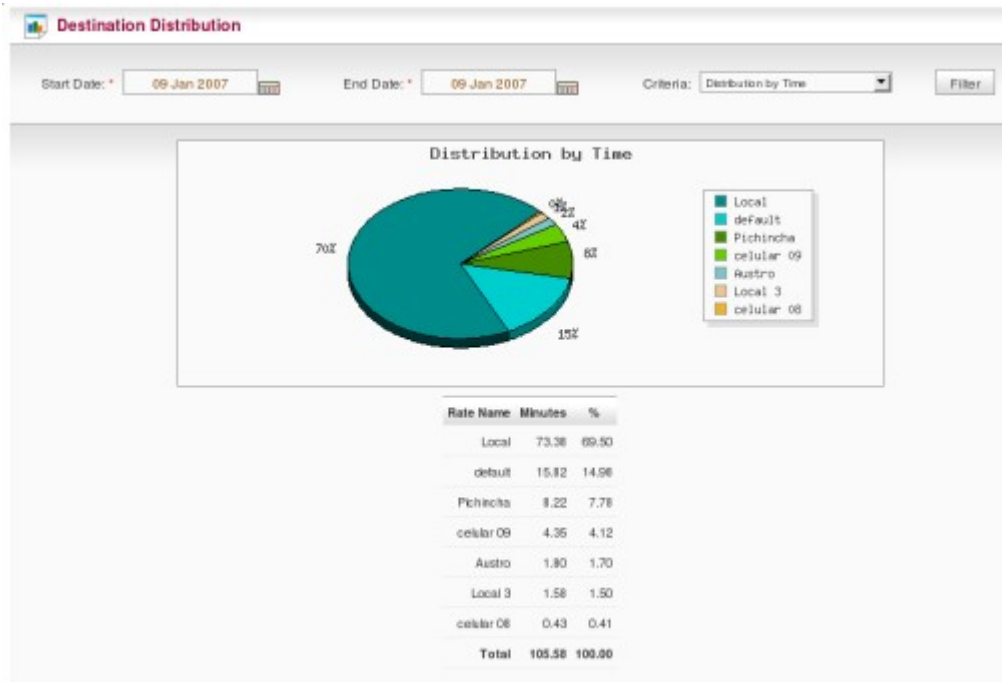 Destination Distribution
Start Date: * 09 Jan 2007 End Date: * 09 Jan 2007 Criteria: Distribution by Time Filter
Distribution by Time
70%
2%
4%
8%
15%
Local
default
Pichincha
celular 09
Austro
Local 3
celular 08
Rate Name Minutes %
Local 73.38 69.50
default 15.82 14.98
Pichincha 8.22 7.78
celular 09 4.35 4.12
Austro 1.80 1.70
Local 3 1.58 1.50
celular 08 0.43 0.41
Total 105.58 100.00